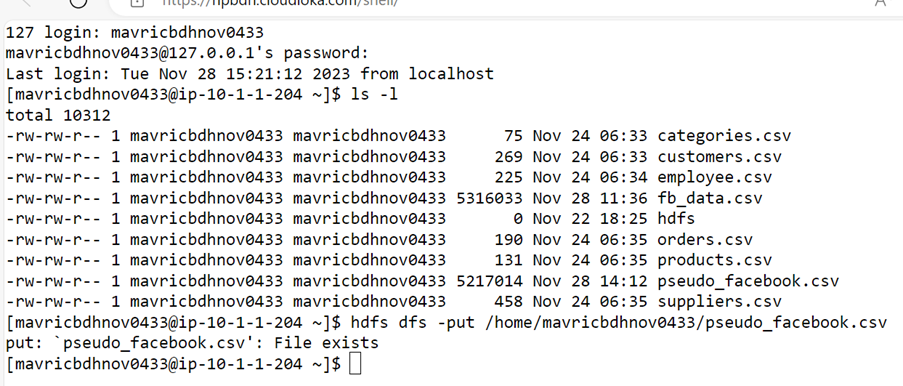 https://npbdh.cloudloka.com/shell/
127 login: mavricbdhnov0433
mavricbdhnov0433@127.0.0.1's password:
Last login: Tue Nov 28 15:21:12 2023 from localhost
[mavricbdhnov0433@ip-10-1-1-204 ~]$ ls -l
total 10312
-rw-rw-r-- 1 mavricbdhnov0433 mavricbdhnov0433      75 Nov 24 06:33 categories.csv
-rw-rw-r-- 1 mavricbdhnov0433 mavricbdhnov0433     269 Nov 24 06:33 customers.csv
-rw-rw-r-- 1 mavricbdhnov0433 mavricbdhnov0433     225 Nov 24 06:34 employee.csv
-rw-rw-r-- 1 mavricbdhnov0433 mavricbdhnov0433 5316033 Nov 28 11:36 fb_data.csv
-rw-rw-r-- 1 mavricbdhnov0433 mavricbdhnov0433       0 Nov 22 18:25 hdfs
-rw-rw-r-- 1 mavricbdhnov0433 mavricbdhnov0433     190 Nov 24 06:35 orders.csv
-rw-rw-r-- 1 mavricbdhnov0433 mavricbdhnov0433     131 Nov 24 06:35 products.csv
-rw-rw-r-- 1 mavricbdhnov0433 mavricbdhnov0433 5217014 Nov 28 14:12 pseudo_facebook.csv
-rw-rw-r-- 1 mavricbdhnov0433 mavricbdhnov0433     458 Nov 24 06:35 suppliers.csv
[mavricbdhnov0433@ip-10-1-1-204 ~]$ hdfs dfs -put /home/mavricbdhnov0433/pseudo_facebook.csv
put: `pseudo_facebook.csv': File exists
[mavricbdhnov0433@ip-10-1-1-204 ~]$